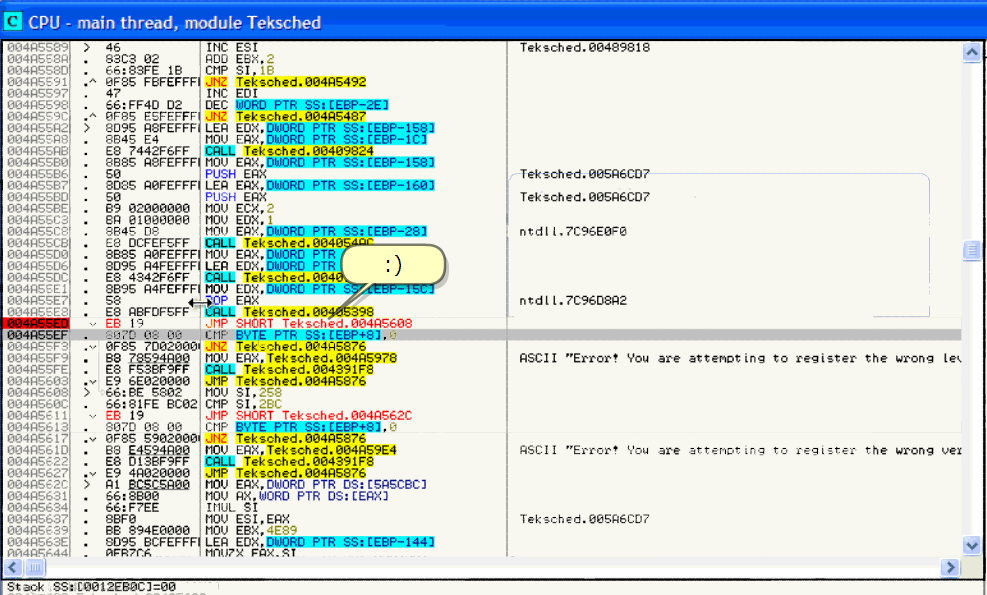 C CPU - main thread, module Teksched
004A5589 > 46 INC ESI Teksched.00489818
004A558A . 83C3 02 ADD EBX,2
004A558D . 66:83FE 1B CMP SI,1B
004A5591 .^ 0F85 FBFEFFFF JNZ Teksched.004A5492
004A5597 . 47 INC EDI
004A5598 . 66:FF4D D2 DEC WORD PTR SS:[EBP-2E]
004A559C .^ 0F85 E5FEFFFF JNZ Teksched.004A5487
004A55A2 > 8D95 A8FEFFFF LEA EDX,DWORD PTR SS:[EBP-158]
004A55A8 . 8B45 E4 MOV EAX,DWORD PTR SS:[EBP-1C]
004A55AB . E8 7442F6FF CALL Teksched.00409824
004A55B0 . 8B85 A8FEFFFF MOV EAX,DWORD PTR SS:[EBP-158]
004A55B6 . 50 PUSH EAX Teksched.005A6CD7
004A55B7 . 8D85 A0FEFFFF LEA EAX,DWORD PTR SS:[EBP-160]
004A55BD . 50 PUSH EAX Teksched.005A6CD7
004A55BE . B9 02000000 MOV ECX,2
004A55C3 . BA 01000000 MOV EDX,1
004A55C8 . 8B45 D8 MOV EAX,DWORD PTR SS:[EBP-28] ntdll.7C96E0F0
004A55CB . E8 DCFEF5FF CALL Teksched.004054AC
004A55D0 . 8B85 A0FEFFFF MOV EAX,DWORD PTR
004A55D6 . 8D95 A4FEFFFF LEA EDX,DWORD PTR
:)
004A55DC . E8 4342F6FF CALL Teksched.0040
004A55E1 . 8B95 A4FEFFFF MOV EDX,DWORD PTR SS:[EBP-15C]
004A55E7 . 58 POP EAX ntdll.7C96D8A2
004A55E8 . E8 ABFDF5FF CALL Teksched.00405398
004A55ED EB 19 JMP SHORT Teksched.004A5608
004A55EF . 807D 08 00 CMP BYTE PTR SS:[EBP+8],0
004A55F3 .v 0F85 7D020000 JNZ Teksched.004A5876
004A55F9 . B8 78594A00 MOV EAX,Teksched.004A5978 ASCII "Error! You are attempting to register the wrong lev
004A55FE . E8 F53BF9FF CALL Teksched.004391F8
004A5603 .v E9 6E020000 JMP Teksched.004A5876
004A5608 > 66:BE 5802 MOV SI,258
004A560C . 66:81FE BC02 CMP SI,2BC
004A5611 EB 19 JMP SHORT Teksched.004A562C
004A5613 . 807D 08 00 CMP BYTE PTR SS:[EBP+8],0
004A5617 .v 0F85 59020000 JNZ Teksched.004A5876
004A561D . B8 E4594A00 MOV EAX,Teksched.004A59E4 ASCII "Error! You are attempting to register the wrong ver
004A5622 . E8 D13BF9FF CALL Teksched.004391F8
004A5627 .v E9 4A020000 JMP Teksched.004A5876
004A562C > A1 BC5C5A00 MOV EAX,DWORD PTR DS:[5A5CBC]
004A5631 . 66:8B00 MOV AX,WORD PTR DS:[EAX]
004A5634 . 66:F7EE IMUL SI
004A5637 . 8BF0 MOV ESI,EAX Teksched.005A6CD7
004A5639 . BB 894E0000 MOV EBX,4E89
004A563E . 8D95 BCFEFFFF LEA EDX,DWORD PTR SS:[EBP-144]
004A5644 . 0FB7C6 MOVZX EAX,SI
Stack SS:[0012EB0C]=00